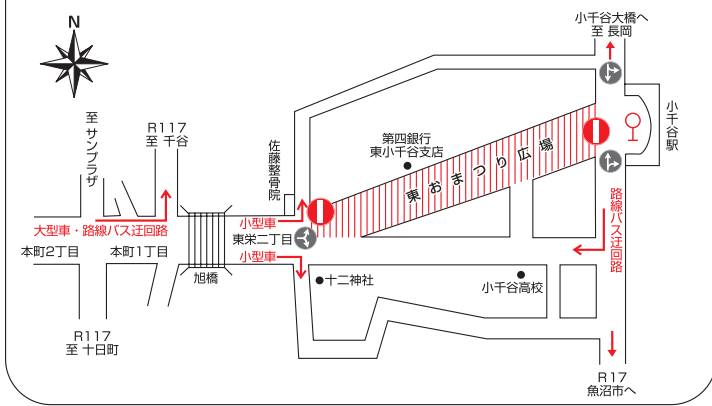 N
小千谷大橋へ
至 長岡
至 サンプラザ
R117
至 千谷
佐藤整骨院
第四銀行
東小千谷支店
東おまつり広場
小千谷駅
大型車・路線バス迂回路
小型車
東栄二丁目
小型車
路線バス迂回路
本町2丁目
本町1丁目
旭橋
十二神社
小千谷高校
R117
至 十日町
R17
魚沼市へ